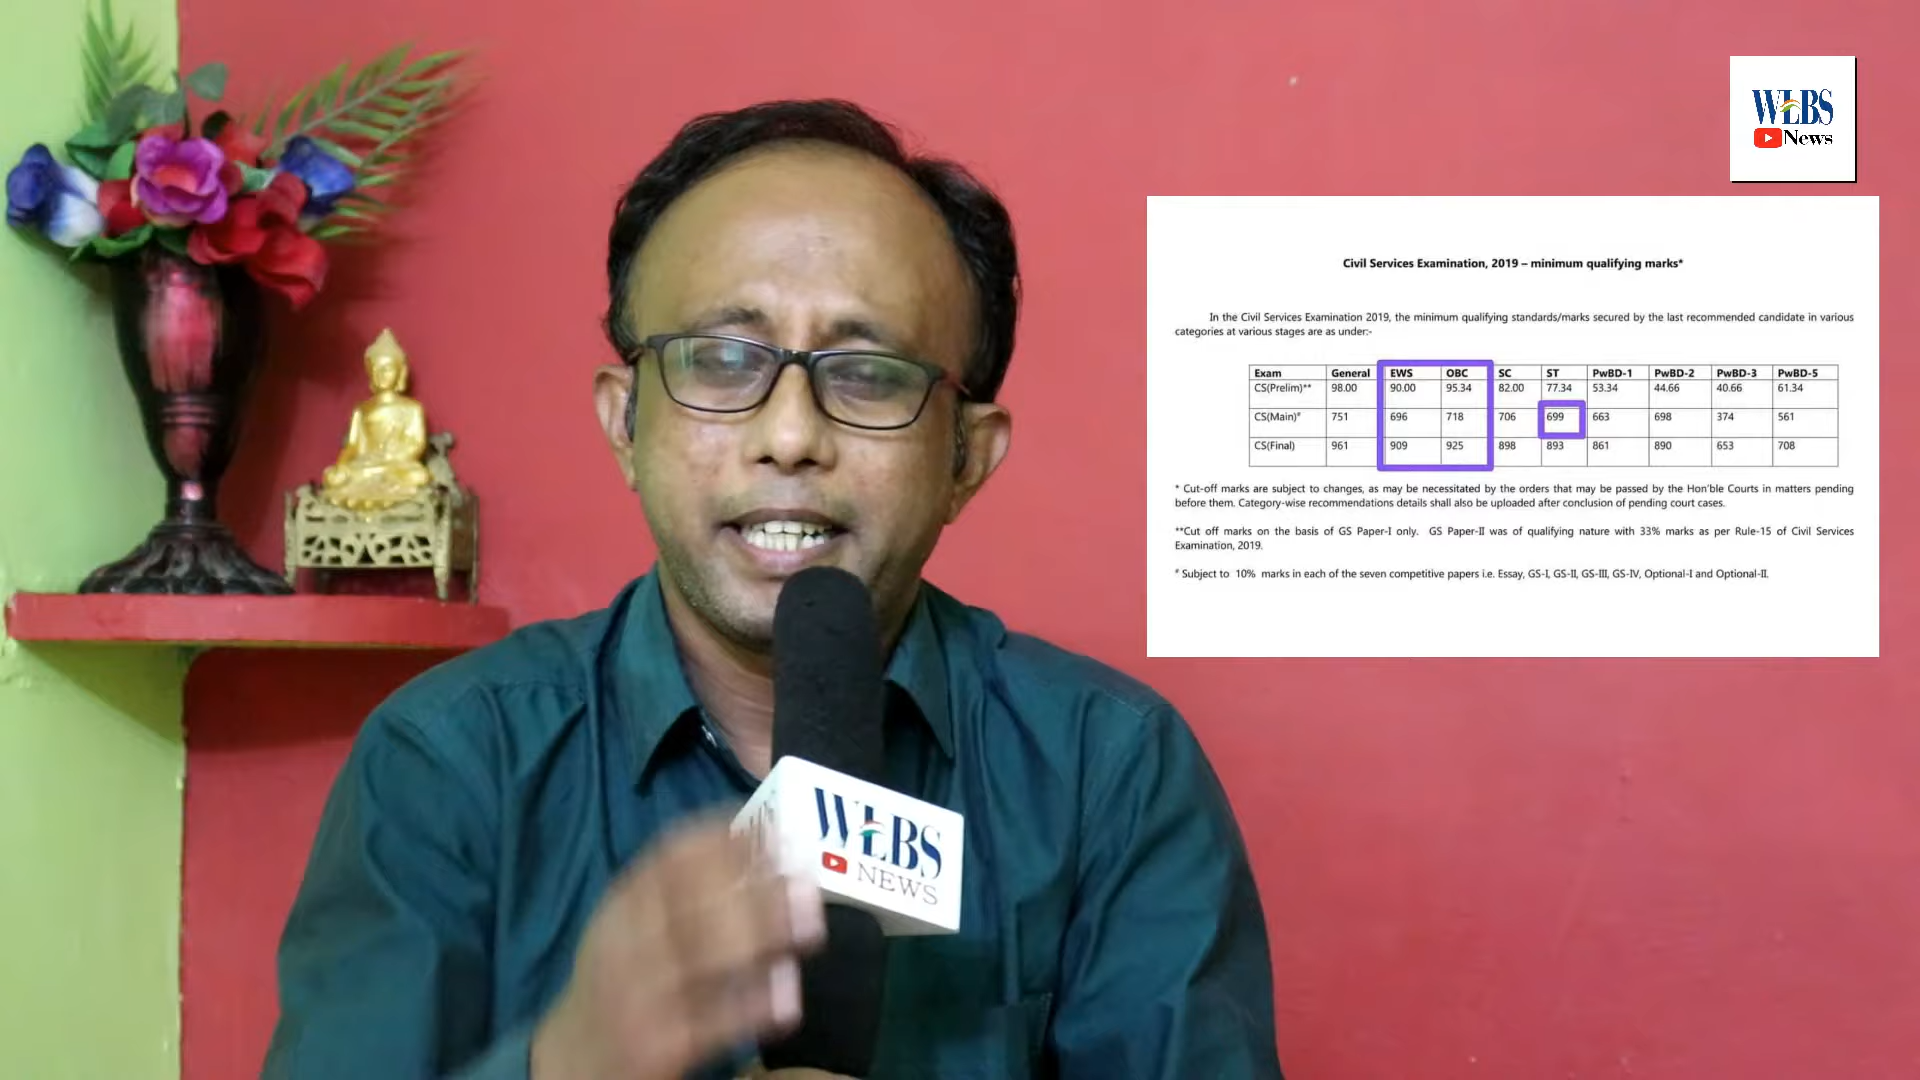 WLBS
News
Civil Services Examination, 2019 – minimum qualifying marks*
In the Civil Services Examination 2019, the minimum qualifying standards/marks secured by the last recommended candidate in various
categories at various stages are as under:-
Exam General EWS OBC SC ST PwBD-1 PwBD-2 PwBD-3 PwBD-5
CS(Prelim)** 98.00 90.00 95.34 82.00 77.34 53.34 44.66 40.66 61.34
CS(Main)# 751 696 718 706 699 663 698 374 561
CS(Final) 961 909 925 898 893 861 890 653 708
* Cut-off marks are subject to changes, as may be necessitated by the orders that may be passed by the Hon'ble Courts in matters pending
before them. Category-wise recommendations details shall also be uploaded after conclusion of pending court cases.
**Cut off marks on the basis of GS Paper-I only. GS Paper-II was of qualifying nature with 33% marks as per Rule-15 of Civil Services
Examination, 2019.
# Subject to 10% marks in each of the seven competitive papers i.e. Essay, GS-I, GS-II, GS-III, GS-IV, Optional-I and Optional-II.
WLBS
NEWS